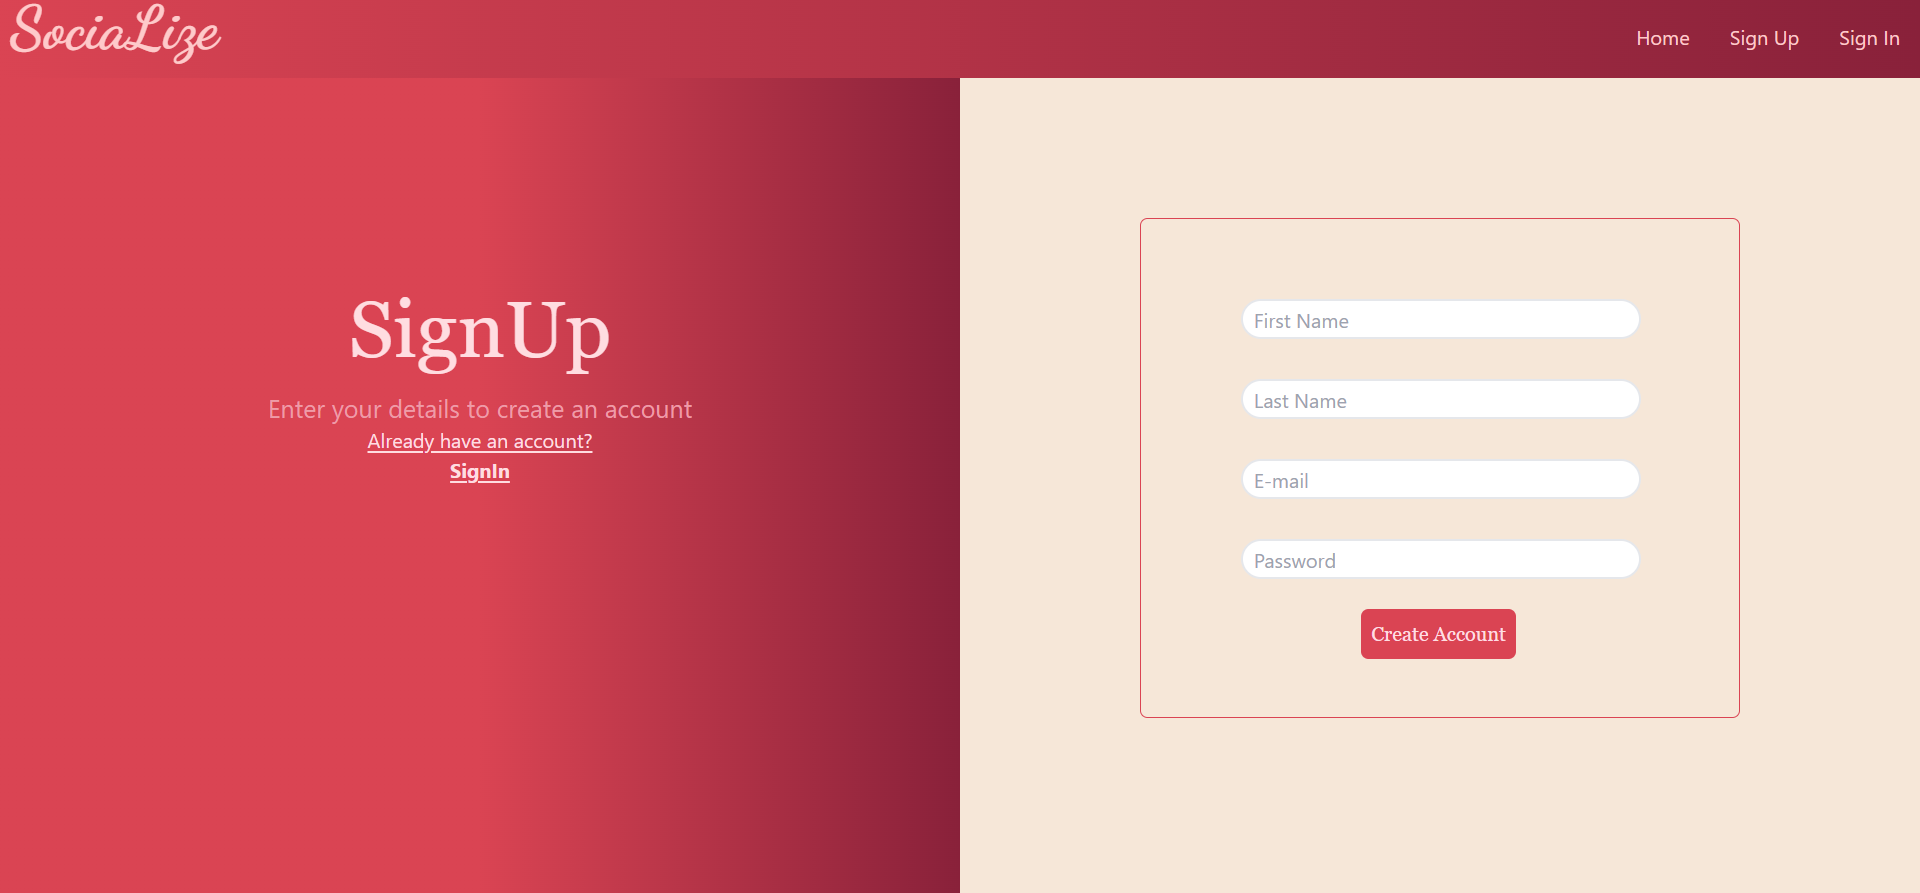 SociaLize
Home Sign Up Sign In
SignUp
Enter your details to create an account
Already have an account?
SignIn
First Name
Last Name
E-mail
Password
Create Account